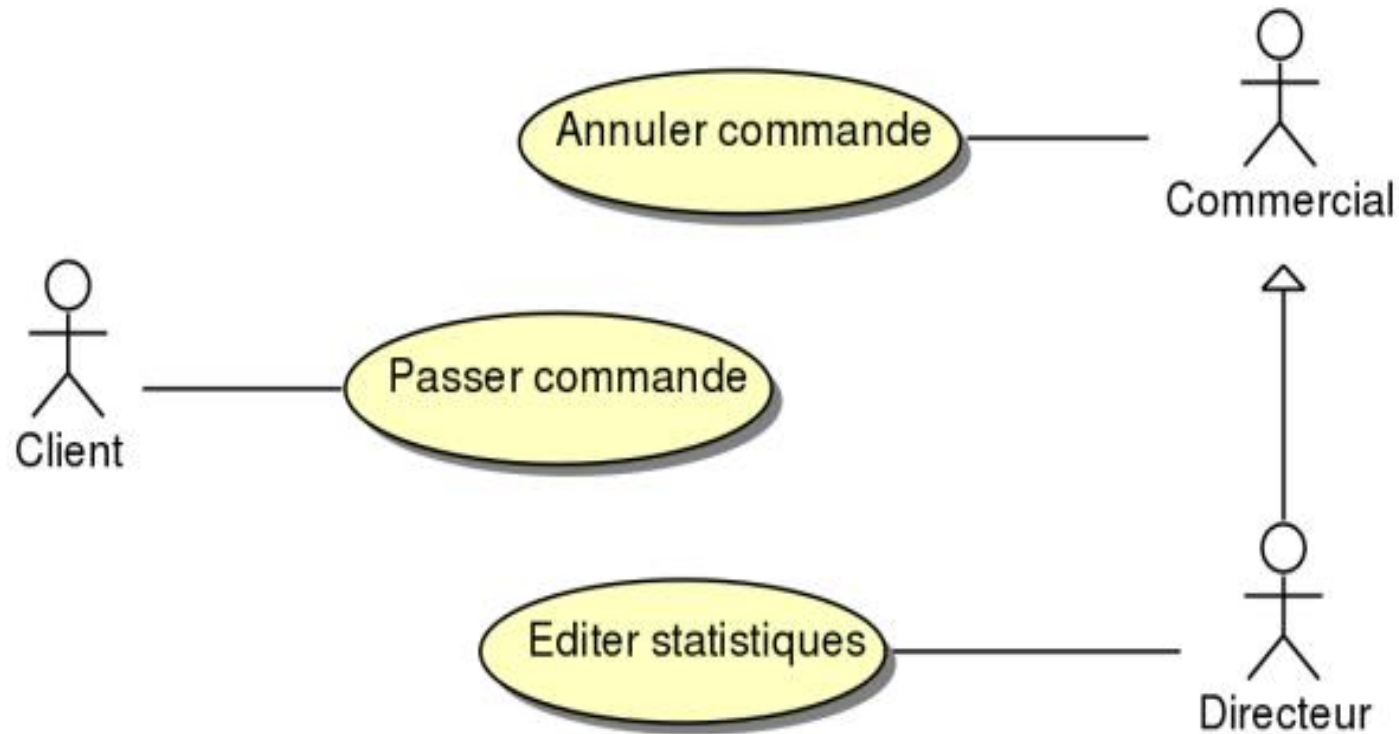 Annuler commande
Commercial
Passer commande
Client
Editer statistiques
Directeur